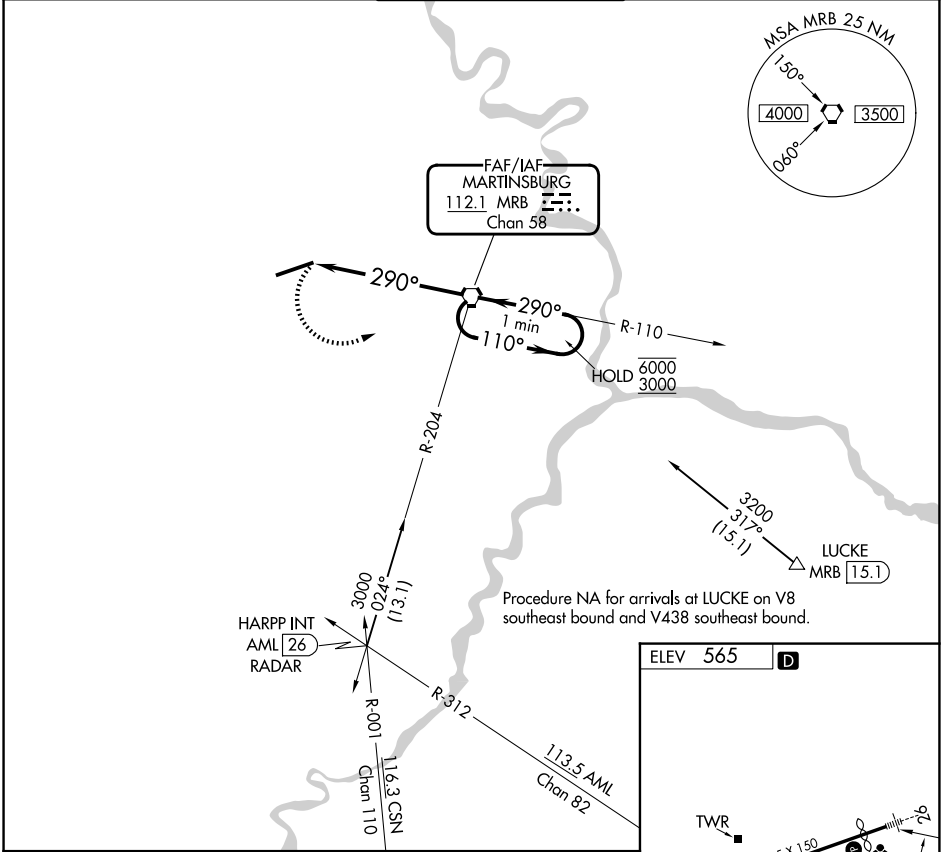 MSA MRB 25 NM
150°
4000
3500
060°
FAF/IAF
MARTINSBURG
112.1 MRB
Chan 58
290°
290°
1 min
110°
R-110
HOLD 6000
3000
R-204
3200
317°
(15.1)
LUCKE
MRB 15.1
3000
024°
(13.1)
Procedure NA for arrivals at LUCKE on V8
southeast bound and V438 southeast bound.
HARPP INT
AML 26
RADAR
R-312
R-001
116.3 CSN
Chan 110
113.5 AML
Chan 82
ELEV 565 D
TWR
X 150
26
P